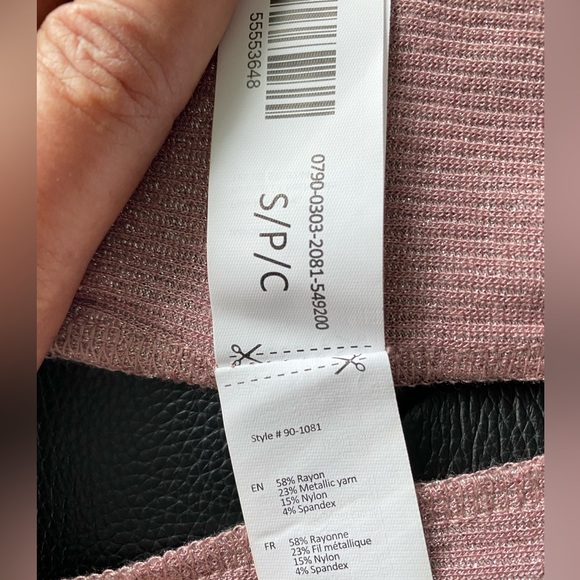 55553648
0790-0303-2081-549200
S/P/C
Style # 90-1081
EN 58% Rayon
23% Metallic yarn
15% Nylon
4% Spandex
FR 58% Rayonne
23% Fil métallique
15% Nylon
4% Spandex